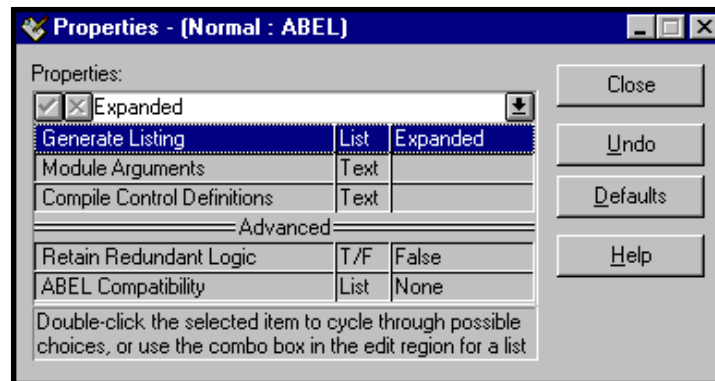 Properties - (Normal : ABEL)
Properties:
Expanded
Generate Listing List Expanded
Module Arguments Text
Compile Control Definitions Text
Advanced
Retain Redundant Logic T/F False
ABEL Compatibility List None
Double-click the selected item to cycle through possible
choices, or use the combo box in the edit region for a list
Close
Undo
Defaults
Help